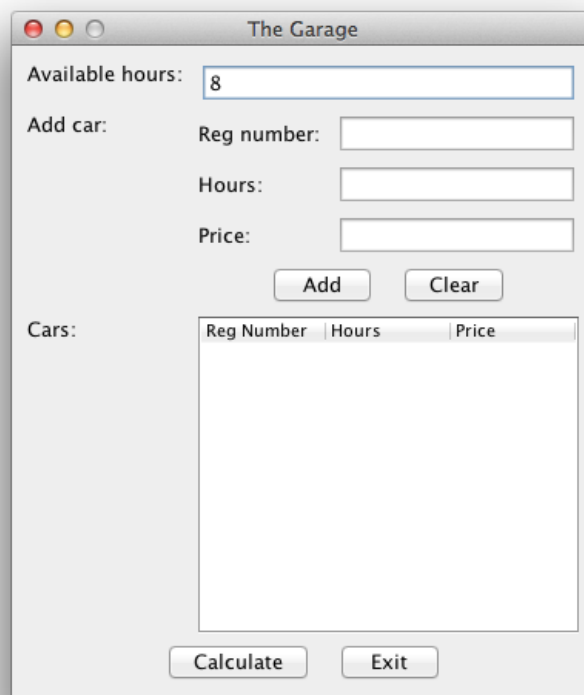 The Garage
Available hours: 8
Add car: Reg number:
Hours:
Price:
Add Clear
Cars: Reg Number Hours Price
Calculate Exit